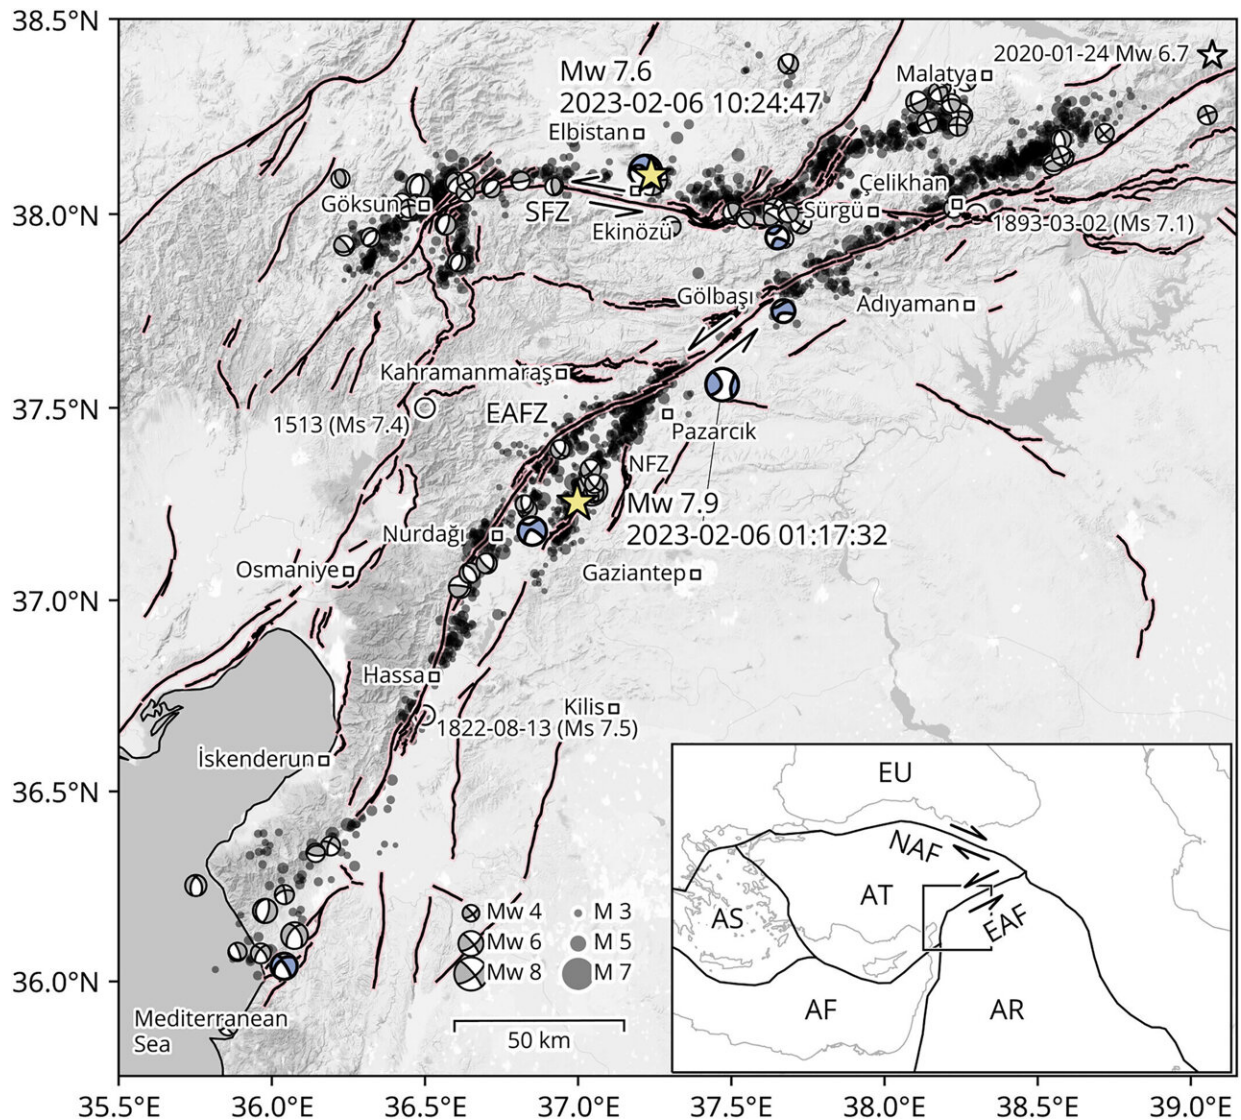 38.5°N
2020-01-24 Mw 6.7
Malatya
Mw 7.6
2023-02-06 10:24:47
Elbistan
Çelikhan
38.0°N
Göksun
SFZ
Sürgü
Ekinözü
1893-03-02 (Ms 7.1)
Gölbaşı
Adıyaman
Kahramanmaraş
37.5°N
1513 (Ms 7.4)
EAFZ
Pazarcık
NFZ
Mw 7.9
2023-02-06 01:17:32
Nurdağı
Osmaniye
Gaziantep
37.0°N
Hassa
Kilis
1822-08-13 (Ms 7.5)
İskenderun
36.5°N
EU
NAF
AT
AS
EAF
AF
AR
Mw 4
M 3
Mw 6
M 5
Mw 8
M 7
36.0°N
Mediterranean
Sea
50 km
35.5°E
36.0°E
36.5°E
37.0°E
37.5°E
38.0°E
38.5°E
39.0°E